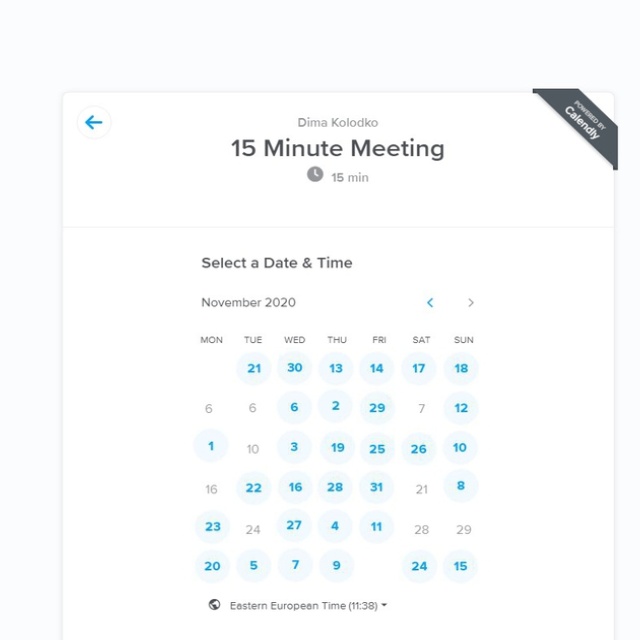 POWERED BY
Calendly
Dima Kolodko
15 Minute Meeting
15 min
Select a Date & Time
November 2020
MON TUE WED THU FRI SAT SUN
21 30 13 14 17 18
6 6 6 2 29 7 12
1 10 3 19 25 26 10
16 22 16 28 31 21 8
23 24 27 4 11 28 29
20 5 7 9 24 15
Eastern European Time (11:38)